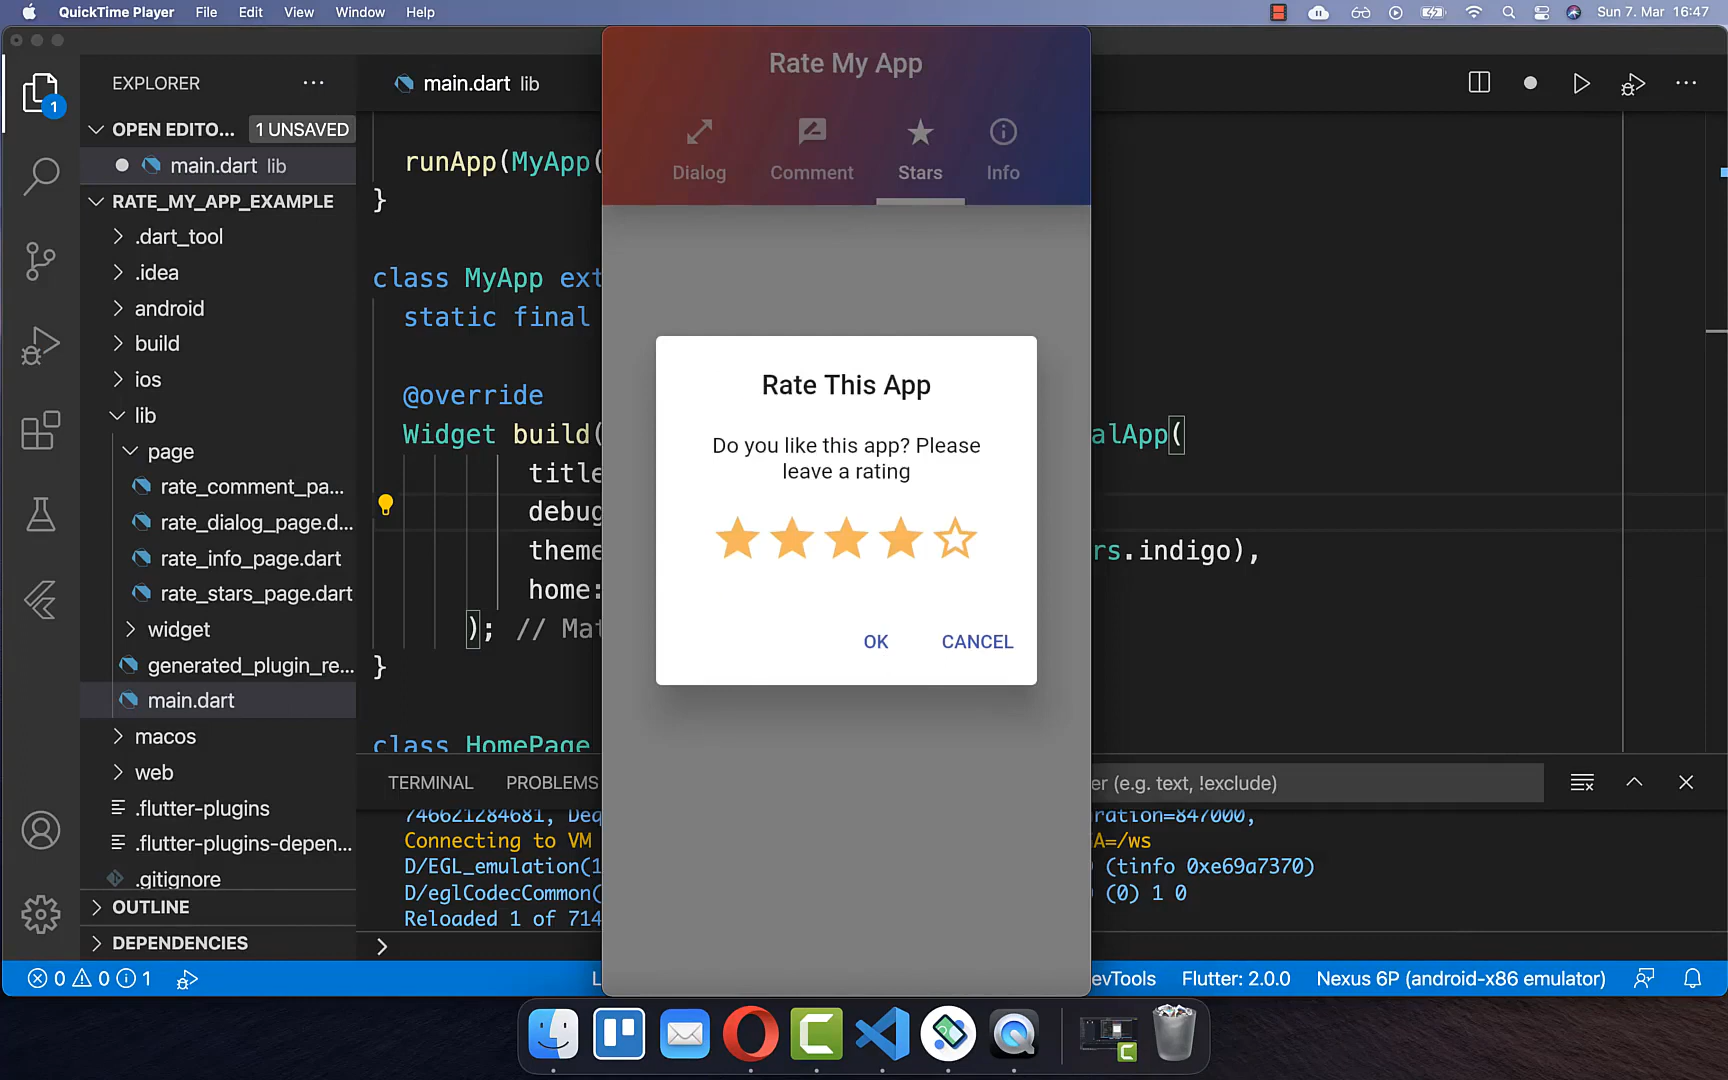 QuickTime Player File Edit View Window Help Sun 7. Mar 16:47
EXPLORER
1
OPEN EDITO... 1 UNSAVED
main.dart lib
RATE_MY_APP_EXAMPLE
.dart_tool
.idea
android
build
ios
lib
page
rate_comment_pa...
rate_dialog_page.d...
rate_info_page.dart
rate_stars_page.dart
widget
generated_plugin_re...
main.dart
macos
web
.flutter-plugins
.flutter-plugins-depen...
.gitignore
OUTLINE
DEPENDENCIES
main.dart lib
runApp(MyApp(
}
class MyApp ext
static final
@override
Widget build( alApp(
title
debug
theme rs.indigo),
home:
); // Mat
}
class HomePage
Rate My App
Dialog Comment Stars Info
Rate This App
Do you like this app? Please
leave a rating
OK CANCEL
TERMINAL PROBLEMS er (e.g. text, !exclude)
746621284681, Deq ration=847000,
Connecting to VM A=/ws
D/EGL_emulation(1 (tinfo 0xe69a7370)
D/eglCodecCommon( (0) 1 0
Reloaded 1 of 714
0 0 1 L evTools Flutter: 2.0.0 Nexus 6P (android-x86 emulator)